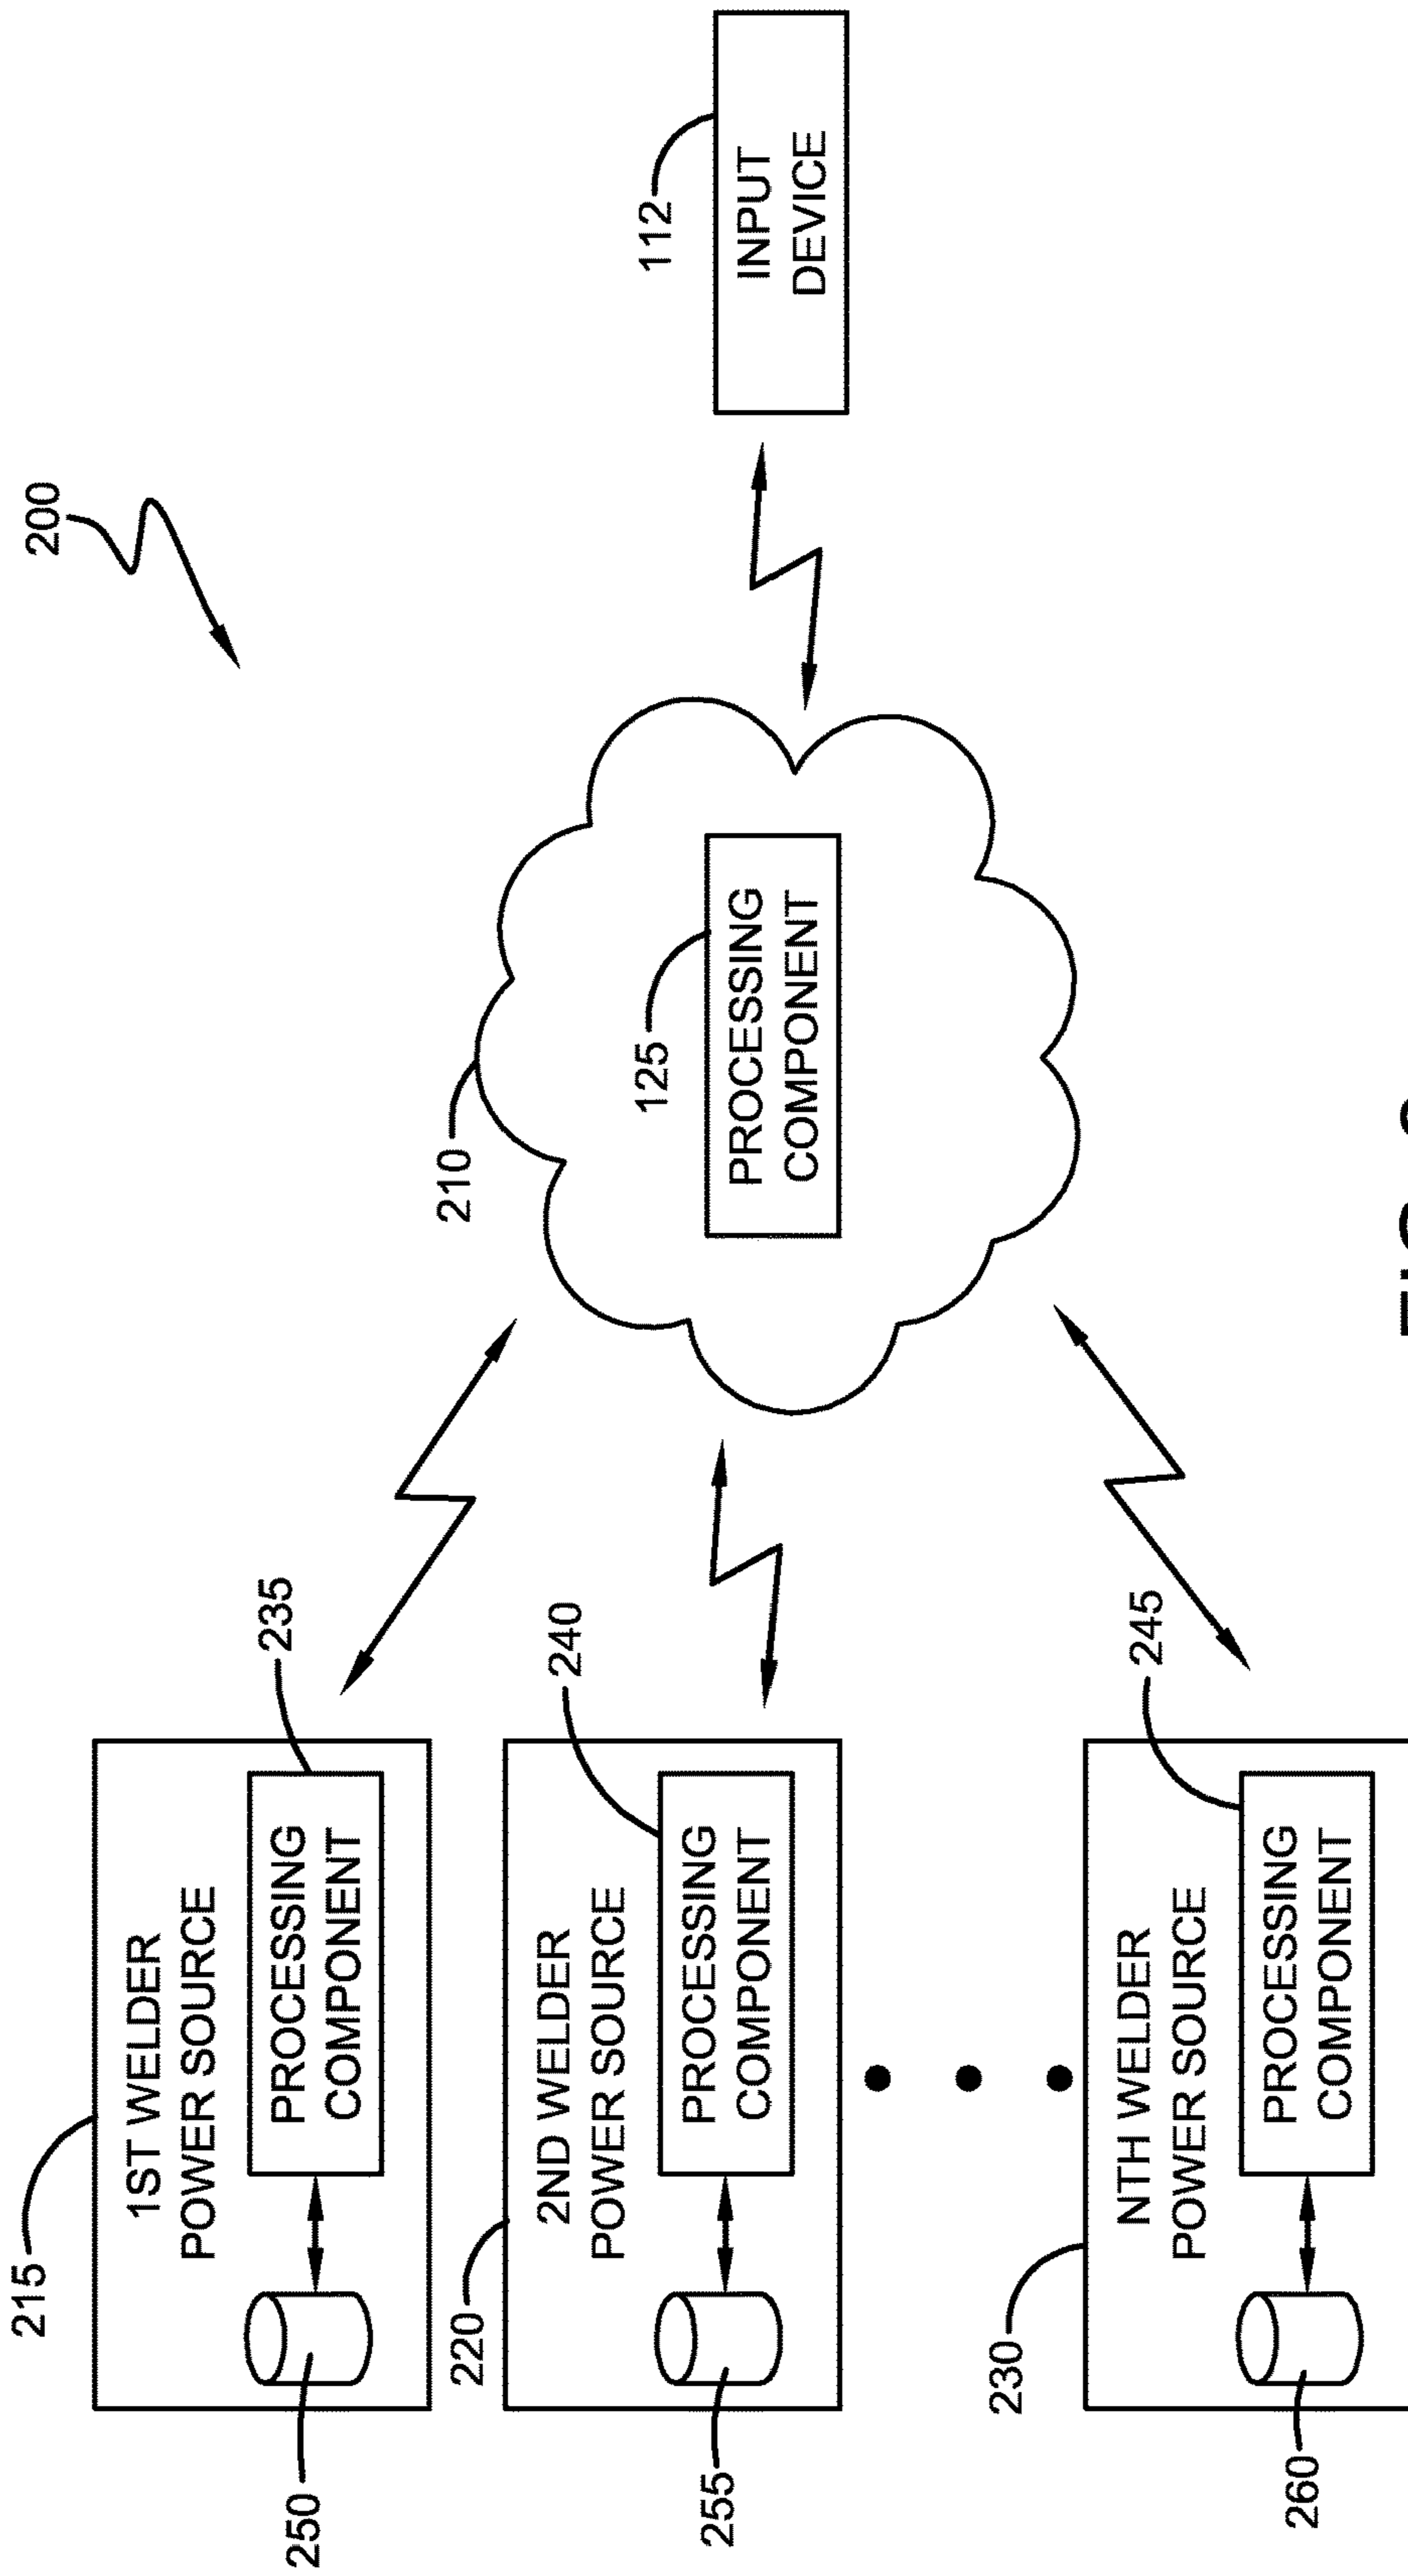 200
215
1ST WELDER
POWER SOURCE
235
PROCESSING
COMPONENT
250
210
220
2ND WELDER
POWER SOURCE
240
PROCESSING
COMPONENT
255
125
PROCESSING
COMPONENT
112
INPUT
DEVICE
230
NTH WELDER
POWER SOURCE
245
PROCESSING
COMPONENT
260